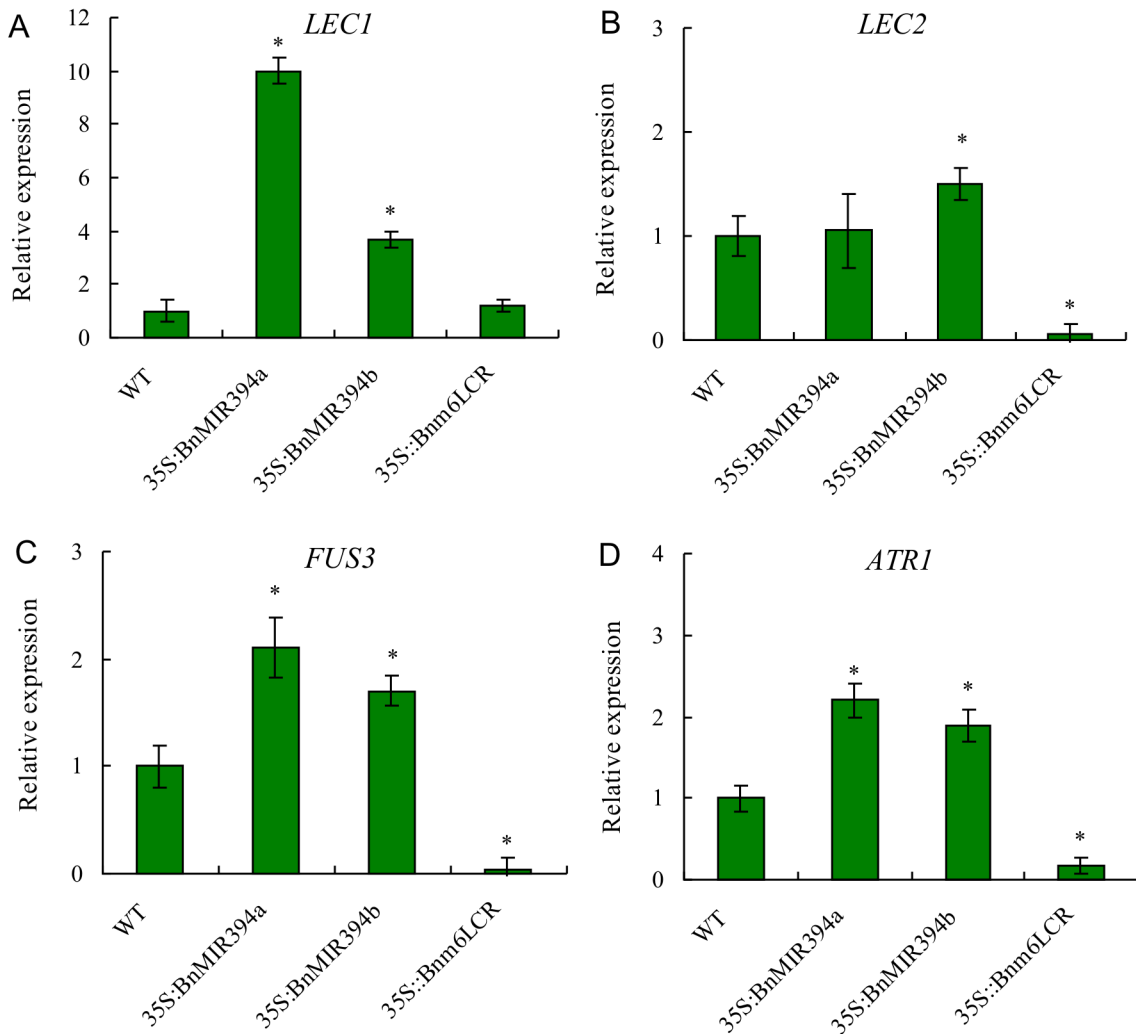 A
LEC1
Relative expression
12
10
8
6
4
2
0
*
*
WT
35S:BnMIR394a
35S:BnMIR394b
35S::Bnm6LCR
B
LEC2
Relative expression
3
2
1
0
*
*
WT
35S:BnMIR394a
35S:BnMIR394b
35S::Bnm6LCR
C
FUS3
Relative expression
3
2
1
0
*
*
*
WT
35S:BnMIR394a
35S:BnMIR394b
35S::Bnm6LCR
D
ATR1
Relative expression
4
3
2
1
0
*
*
*
WT
35S:BnMIR394a
35S:BnMIR394b
35S::Bnm6LCR